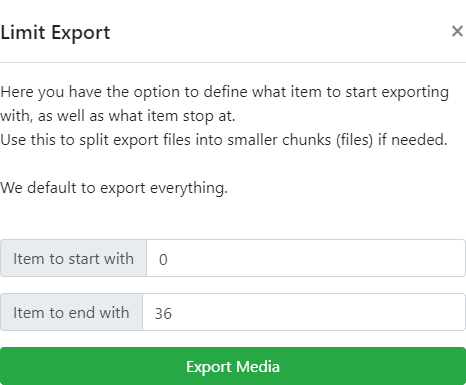 Limit Export ×
Here you have the option to define what item to start exporting
with, as well as what item stop at.
Use this to split export files into smaller chunks (files) if needed.
We default to export everything.
Item to start with 0
Item to end with 36
Export Media